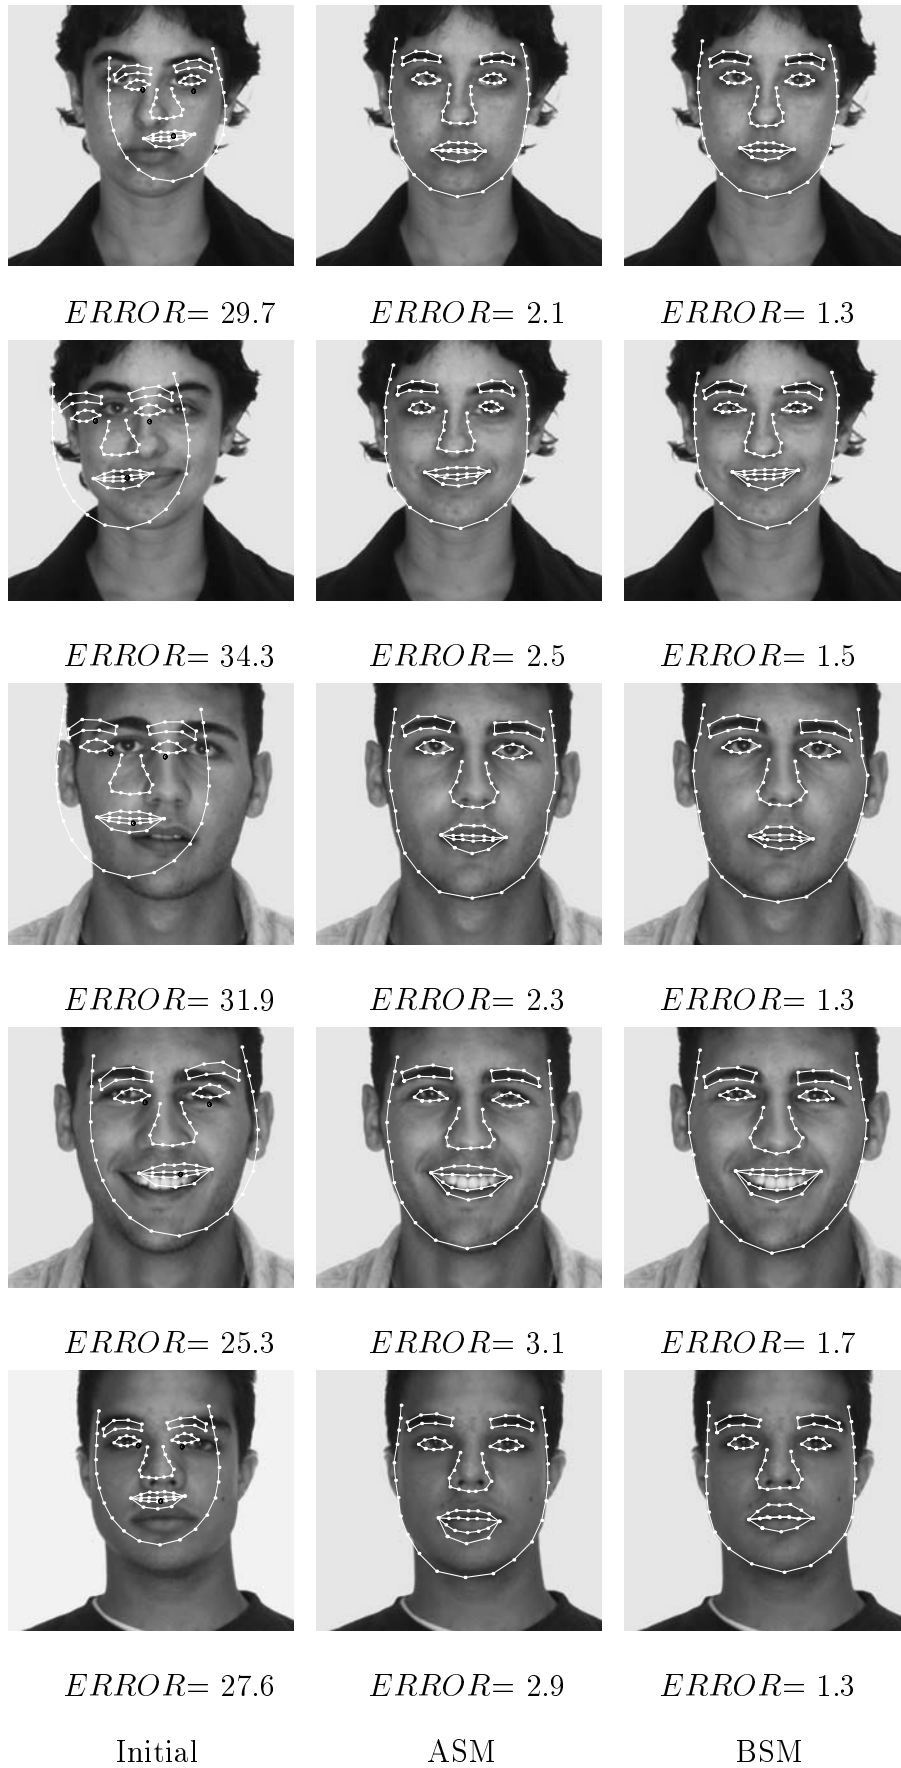 ERROR= 29.7 ERROR= 2.1 ERROR= 1.3
ERROR= 34.3 ERROR= 2.5 ERROR= 1.5
ERROR= 31.9 ERROR= 2.3 ERROR= 1.3
ERROR= 25.3 ERROR= 3.1 ERROR= 1.7
ERROR= 27.6 ERROR= 2.9 ERROR= 1.3
Initial ASM BSM